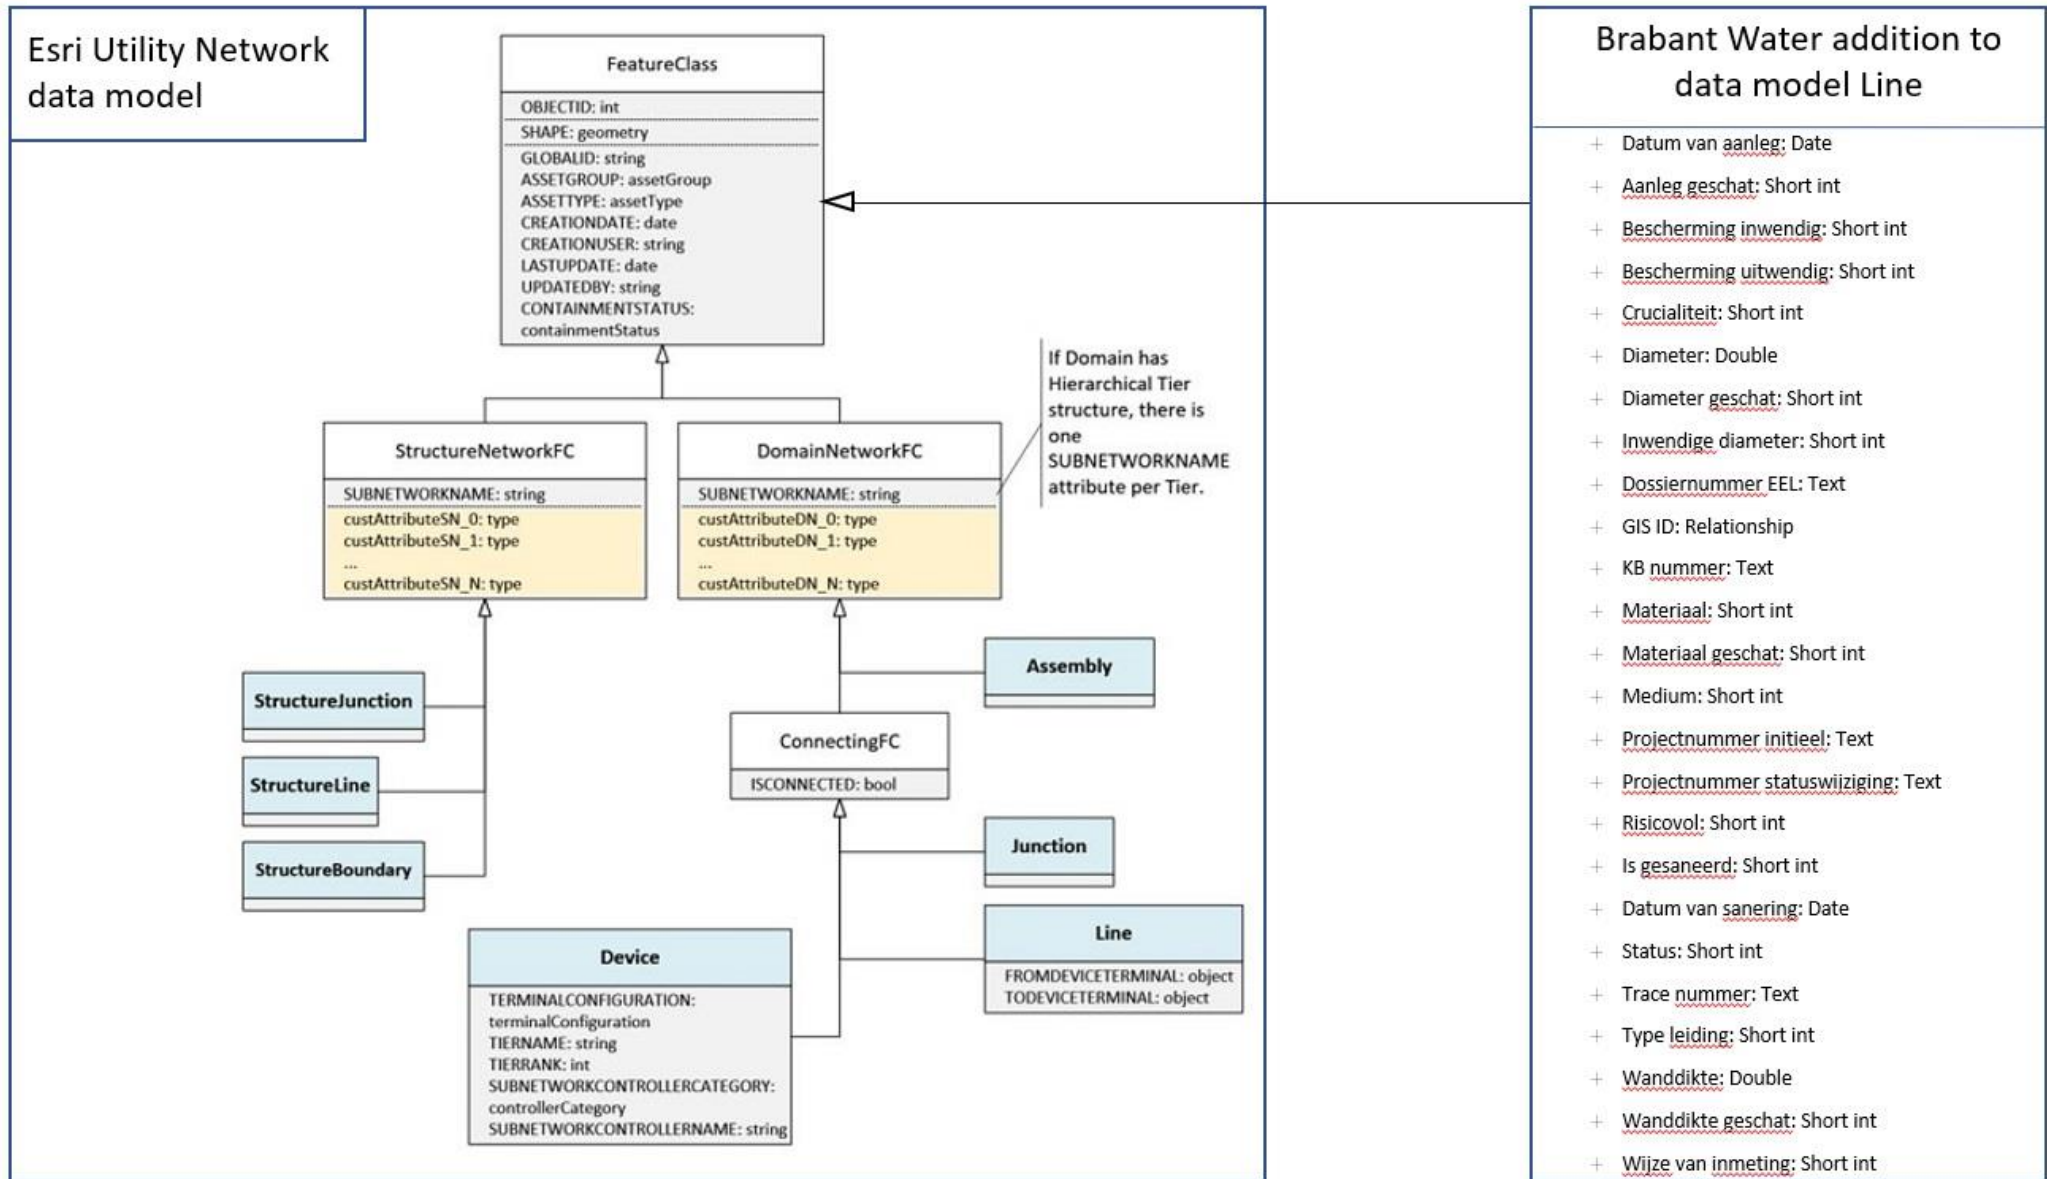 Esri Utility Network
data model
FeatureClass
OBJECTID: int
SHAPE: geometry
GLOBALID: string
ASSETGROUP: assetGroup
ASSETTYPE: assetType
CREATIONDATE: date
CREATIONUSER: string
LASTUPDATE: date
UPDATEDBY: string
CONTAINMENTSTATUS:
containmentStatus
If Domain has
Hierarchical Tier
structure, there is
one
SUBNETWORKNAME
attribute per Tier.
StructureNetworkFC
SUBNETWORKNAME: string
custAttributeSN_0: type
custAttributeSN_1: type
...
custAttributeSN_N: type
DomainNetworkFC
SUBNETWORKNAME: string
custAttributeDN_0: type
custAttributeDN_1: type
...
custAttributeDN_N: type
StructureJunction
StructureLine
StructureBoundary
Assembly
ConnectingFC
ISCONNECTED: bool
Junction
Line
FROMDEVICETERMINAL: object
TODEVICETERMINAL: object
Device
TERMINALCONFIGURATION:
terminalConfiguration
TIERNAME: string
TIERRANK: int
SUBNETWORKCONTROLLERCATEGORY:
controllerCategory
SUBNETWORKCONTROLLERNAME: string
Brabant Water addition to
data model Line
+ Datum van aanleg: Date
+ Aanleg geschat: Short int
+ Bescherming inwendig: Short int
+ Bescherming uitwendig: Short int
+ Crucialiteit: Short int
+ Diameter: Double
+ Diameter geschat: Short int
+ Inwendige diameter: Short int
+ Dossiernummer EEL: Text
+ GIS ID: Relationship
+ KB nummer: Text
+ Materiaal: Short int
+ Materiaal geschat: Short int
+ Medium: Short int
+ Projectnummer initieel: Text
+ Projectnummer statuswijziging: Text
+ Risicovol: Short int
+ Is gesaneerd: Short int
+ Datum van sanering: Date
+ Status: Short int
+ Trace nummer: Text
+ Type leiding: Short int
+ Wanddikte: Double
+ Wanddikte geschat: Short int
+ Wijze van inmeting: Short int